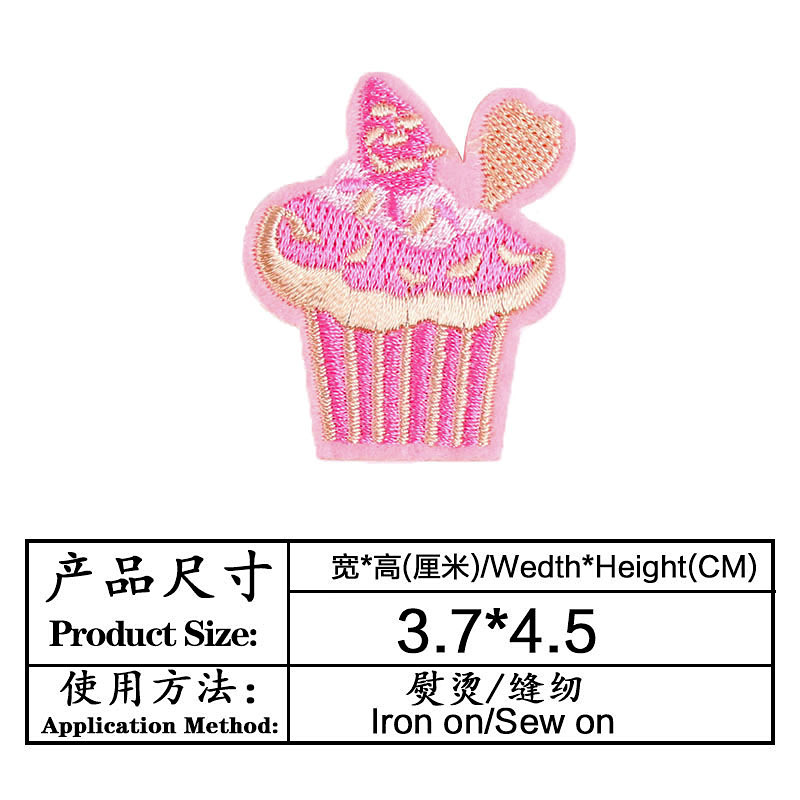 产品尺寸
Product Size:
宽*高(厘米)/Wedth*Height(CM)
3.7*4.5
使用方法：
Application Method:
熨烫/缝纫
Iron on/Sew on